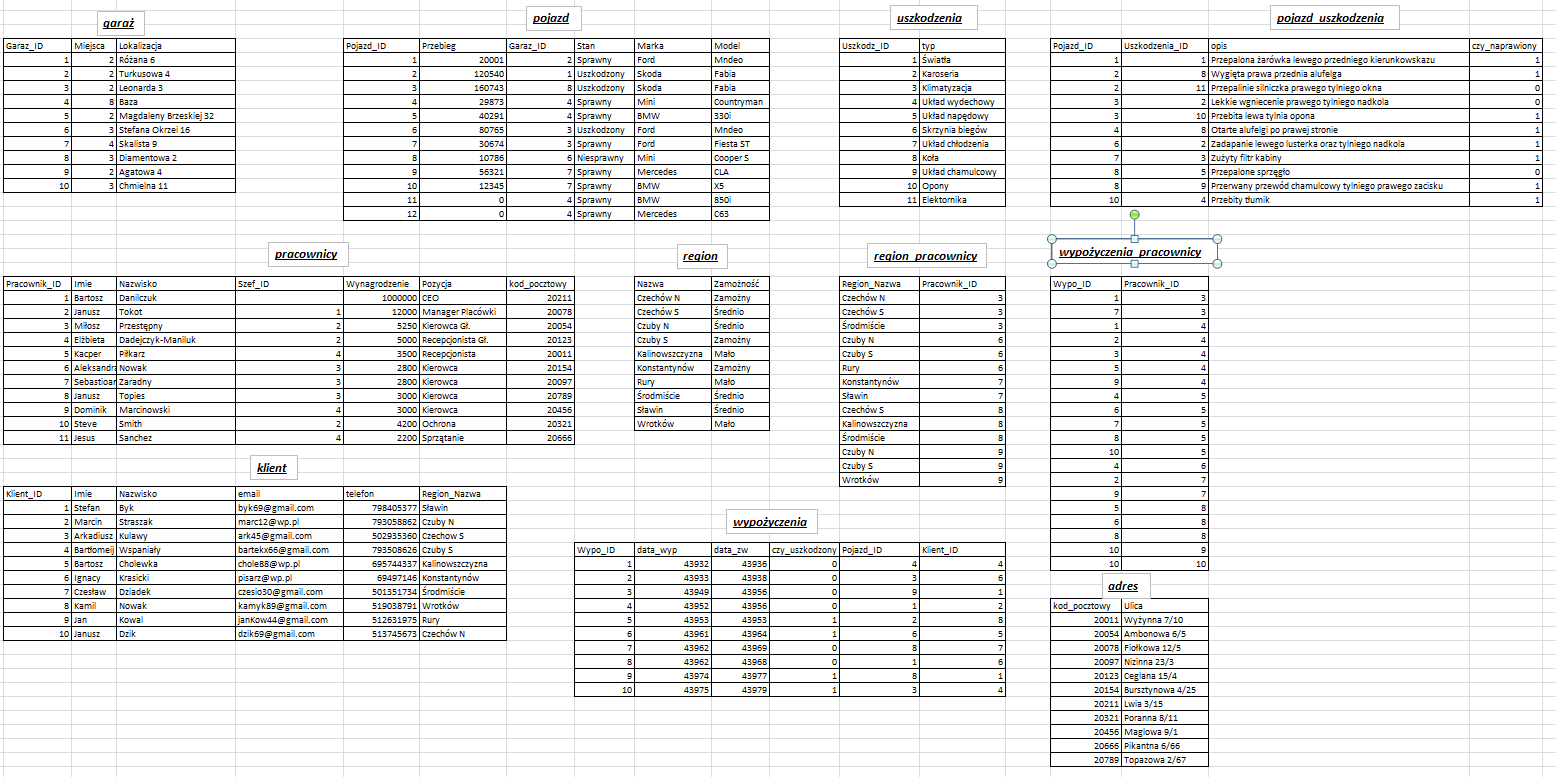 garaż
Garaz_ID Miejsca Lokalizacja
1 2 Różana 6
2 2 Turkusowa 4
3 2 Leonarda 3
4 8 Baza
5 2 Magdaleny Brzeskiej 32
6 3 Stefana Okrzei 16
7 4 Skalista 9
8 3 Diamentowa 2
9 2 Agatowa 4
10 3 Chmielna 11
pojazd
Pojazd_ID Przebieg Garaz_ID Stan Marka Model
1 20001 2 Sprawny Ford Mndeo
2 120540 1 Uszkodzony Skoda Fabia
3 160743 8 Uszkodzony Skoda Fabia
4 29873 4 Sprawny Mini Countryman
5 40291 4 Sprawny BMW 330i
6 80765 3 Uszkodzony Ford Mndeo
7 30674 3 Sprawny Ford Fiesta ST
8 10786 6 Niesprawny Mini Cooper S
9 56321 7 Sprawny Mercedes CLA
10 12345 7 Sprawny BMW X5
11 0 4 Sprawny BMW 850i
12 0 4 Sprawny Mercedes C63
uszkodzenia
Uszkodz_ID typ
1 Światła
2 Karoseria
3 Klimatyzacja
4 Układ wydechowy
5 Układ napędowy
6 Skrzynia biegów
7 Układ chłodzenia
8 Koła
9 Układ chamulcowy
10 Opony
11 Elektornika
pojazd_uszkodzenia
Pojazd_ID Uszkodzenia_ID opis czy_naprawiony
1 1 Przepalona żarówka lewego przedniego kierunkowskazu 1
2 8 Wygięta prawa przednia alufelga 1
2 11 Przepalinie silniczka prawego tylniego okna 0
3 2 Lekkie wgniecenie prawego tylniego nadkola 0
3 10 Przebita lewa tylnia opona 1
4 8 Otarte alufelgi po prawej stronie 1
6 2 Zadapanie lewego lusterka oraz tylniego nadkola 1
7 3 Zużyty filtr kabiny 1
8 5 Przepalone sprzęgło 0
8 9 Przerwany przewód chamulcowy tylniego prawego zacisku 1
10 4 Przebity tłumik 1
pracownicy
Pracownik_ID Imie Nazwisko Szef_ID Wynagrodzenie Pozycja kod_pocztowy
1 Bartosz Danilczuk 1000000 CEO 20211
2 Janusz Tokot 1 12000 Manager Placówki 20078
3 Miłosz Przestępny 2 5250 Kierowca Gł. 20054
4 Elżbieta Dadejczyk-Maniluk 2 5000 Recepcjonista Gł. 20123
5 Kacper Piłkarz 4 3500 Recepcjonista 20011
6 Aleksandra Nowak 3 2800 Kierowca 20154
7 Sebastioan Zaradny 3 2800 Kierowca 20097
8 Janusz Topies 3 3000 Kierowca 20789
9 Dominik Marcinowski 4 3000 Kierowca 20456
10 Steve Smith 2 4200 Ochrona 20321
11 Jesus Sanchez 4 2200 Sprzątanie 20666
region
Nazwa Zamożność
Czechów N Zamożny
Czechów S Średnio
Czuby N Średnio
Czuby S Zamożny
Kalinowszczyzna Mało
Konstantynów Zamożny
Rury Mało
Środmiście Średnio
Sławin Średnio
Wrotków Mało
region_pracownicy
Region_Nazwa Pracownik_ID
Czechów N 3
Czechów S 3
Środmiście 3
Czuby N 6
Czuby S 6
Rury 6
Konstantynów 7
Sławin 7
Czechów S 8
Kalinowszczyzna 8
Środmiście 8
Czuby N 9
Czuby S 9
Wrotków 9
wypożyczenia_pracownicy
Wypo_ID Pracownik_ID
1 3
7 3
1 4
2 4
3 4
5 4
9 4
4 5
6 5
7 5
8 5
10 5
4 6
2 7
9 7
5 8
6 8
8 8
10 9
10 10
klient
Klient_ID Imie Nazwisko email telefon Region_Nazwa
1 Stefan Byk byk69@gmail.com 798405377 Sławin
2 Marcin Straszak marc12@wp.pl 793058862 Czuby N
3 Arkadiusz Kulawy ark45@gmail.com 502935360 Czechow S
4 Bartłomeij Wspaniały bartekx66@gmail.com 793508626 Czuby S
5 Bartosz Cholewka chole88@wp.pl 695744337 Kalinowszczyzna
6 Ignacy Krasicki pisarz@wp.pl 69497146 Konstantynów
7 Czesław Dziadek czesio30@gmail.com 501351734 Środmiście
8 Kamil Nowak kamyk89@gmail.com 519038791 Wrotków
9 Jan Kowal janKow44@gmail.com 512631975 Rury
10 Janusz Dzik dzik69@gmail.com 513745673 Czechów N
wypożyczenia
Wypo_ID data_wyp data_zw czy_uszkodzony Pojazd_ID Klient_ID
1 43932 43936 0 4 4
2 43933 43938 0 3 6
3 43949 43956 0 9 1
4 43952 43956 0 1 2
5 43953 43953 1 2 8
6 43961 43964 1 6 5
7 43962 43969 0 8 7
8 43962 43968 0 1 6
9 43974 43977 1 8 1
10 43975 43979 1 3 4
adres
kod_pocztowy Ulica
20011 Wyżynna 7/10
20054 Ambonowa 6/5
20078 Fiołkowa 12/5
20097 Nizinna 23/3
20123 Ceglana 15/4
20154 Bursztynowa 4/25
20211 Lwia 3/15
20321 Poranna 8/11
20456 Maglowa 9/1
20666 Pikantna 6/66
20789 Topazowa 2/67